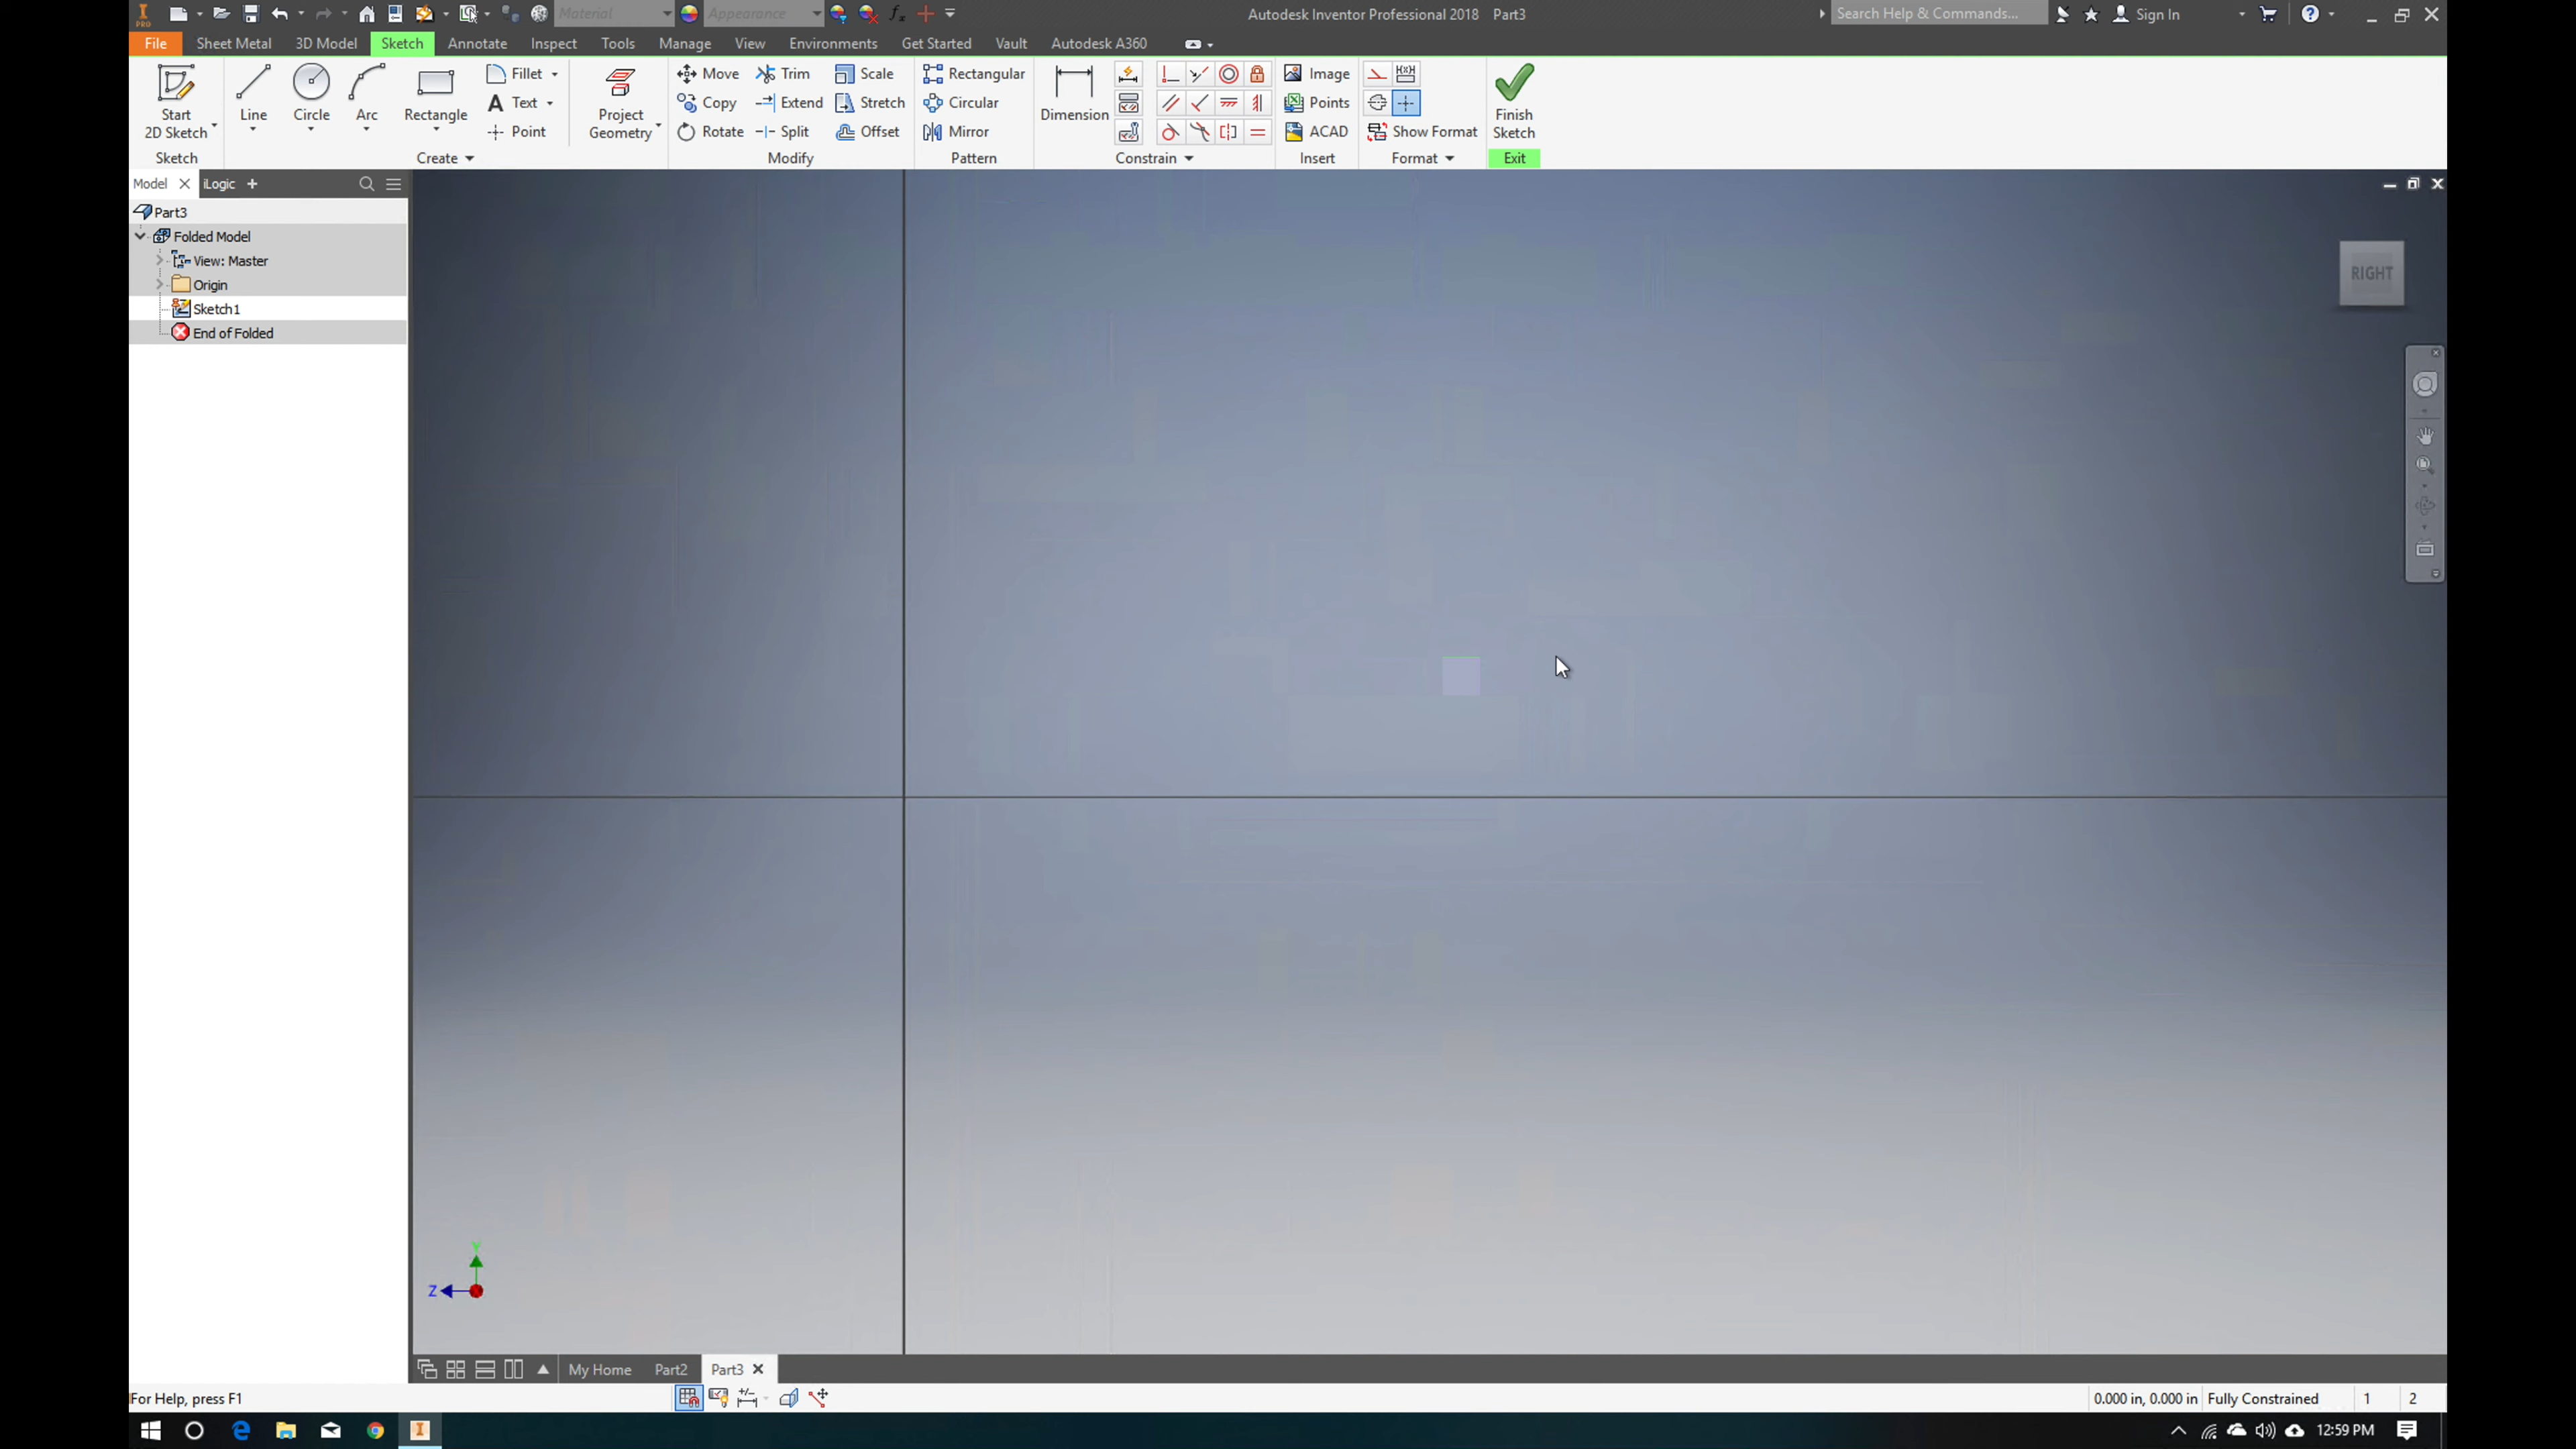 PRO Material Appearance Autodesk Inventor Professional 2018 Part3 Search Help & Commands... Sign In
File Sheet Metal 3D Model Sketch Annotate Inspect Tools Manage View Environments Get Started Vault Autodesk A360
Start 2D Sketch Line Circle Arc Rectangle Fillet Text Point Project Geometry
Move Trim Scale
Copy Extend Stretch
Rotate Split Offset
Rectangular
Circular
Mirror
Dimension
Image
Points
ACAD
Show Format
Finish Sketch
Sketch Create Modify Pattern Constrain Insert Format Exit
Model iLogic +
Part3
Folded Model
View: Master
Origin
Sketch1
End of Folded
RIGHT
Y
Z
My Home Part2 Part3
For Help, press F1
0.000 in, 0.000 in Fully Constrained 1 2
12:59 PM